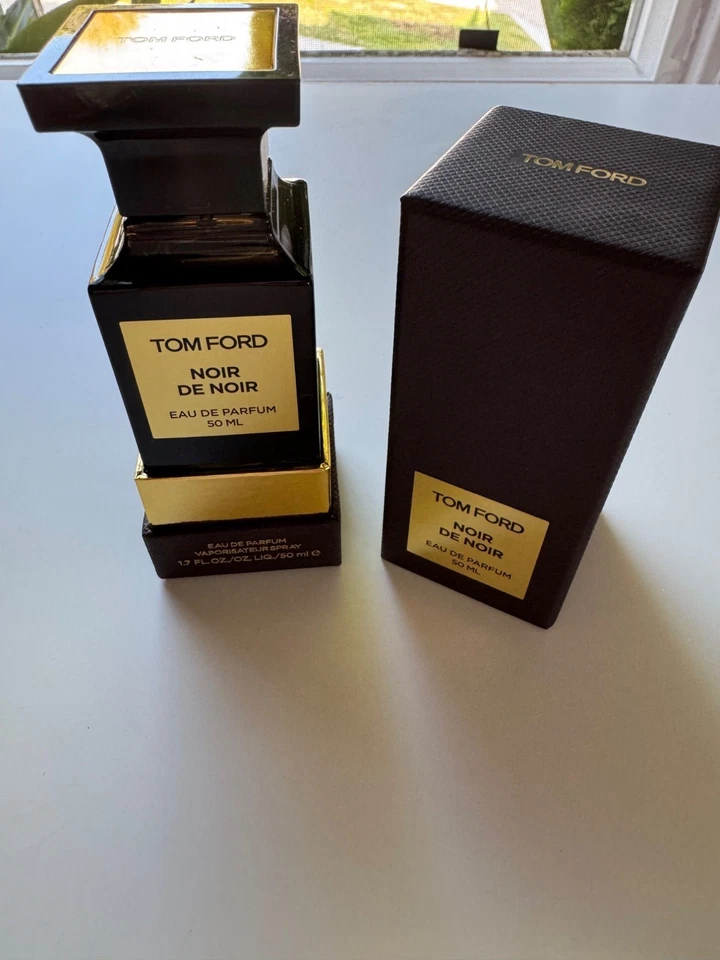 TOM FORD
TOM FORD
NOIR
DE NOIR
EAU DE PARFUM
50 ML
EAU DE PARFUM
VAPORISATEUR SPRAY
1.7 FL.OZ./OZ. LIQ./50 ml ℮
TOM FORD
TOM FORD
NOIR
DE NOIR
EAU DE PARFUM
50 ML